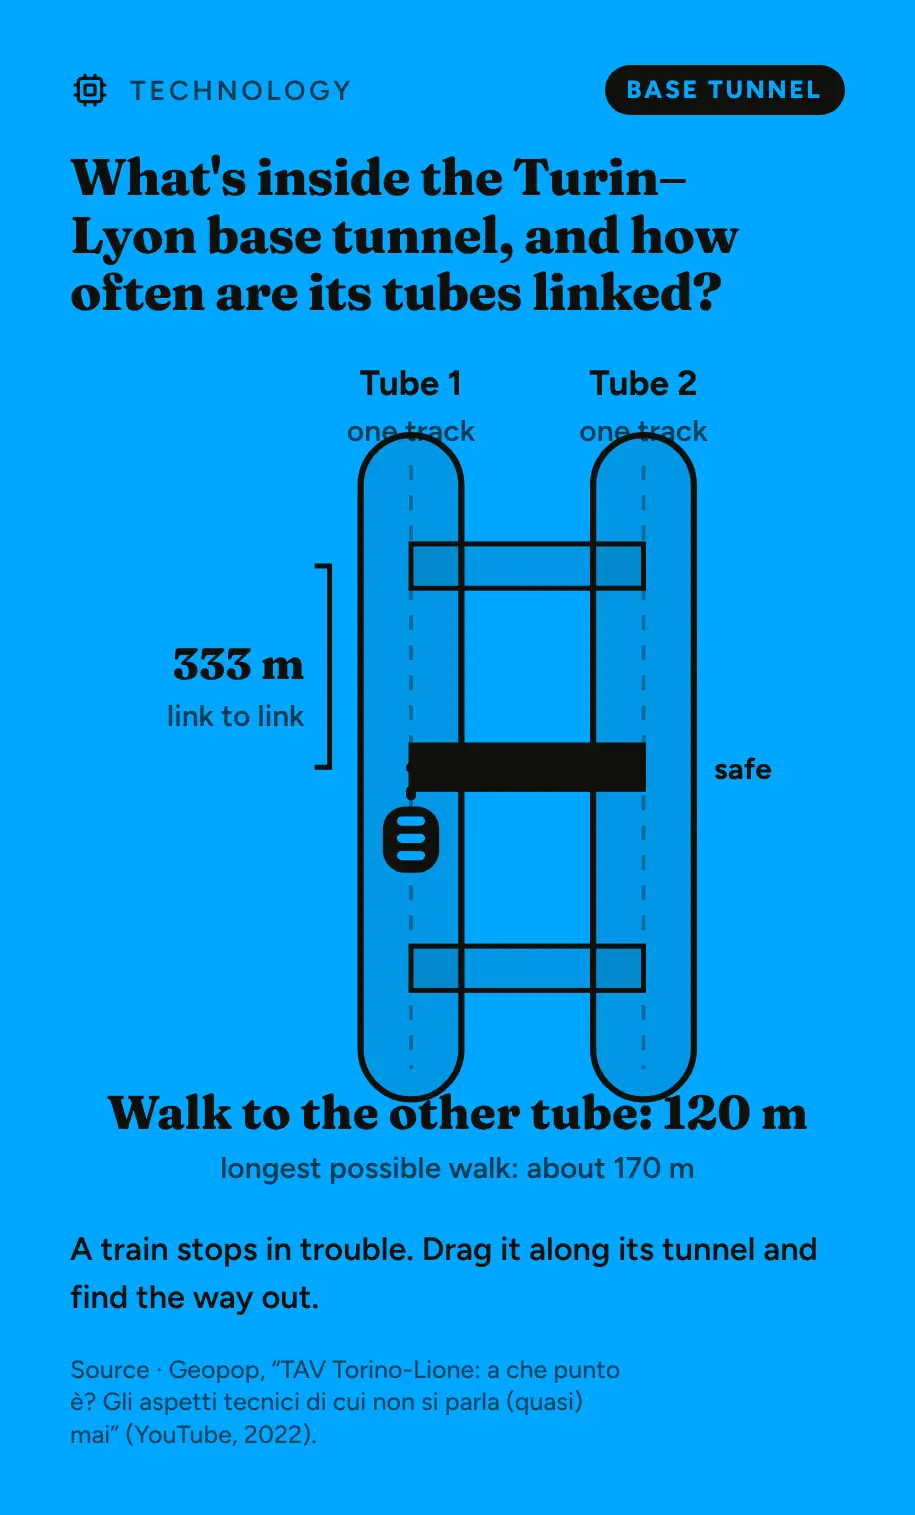 TECHNOLOGY
BASE TUNNEL
What's inside the Turin–
Lyon base tunnel, and how
often are its tubes linked?
Tube 1
Tube 2
one track
one track
333 m
link to link
safe
Walk to the other tube: 120 m
longest possible walk: about 170 m
A train stops in trouble. Drag it along its tunnel and
find the way out.
Source · Geopop, “TAV Torino-Lione: a che punto
è? Gli aspetti tecnici di cui non si parla (quasi)
mai” (YouTube, 2022).